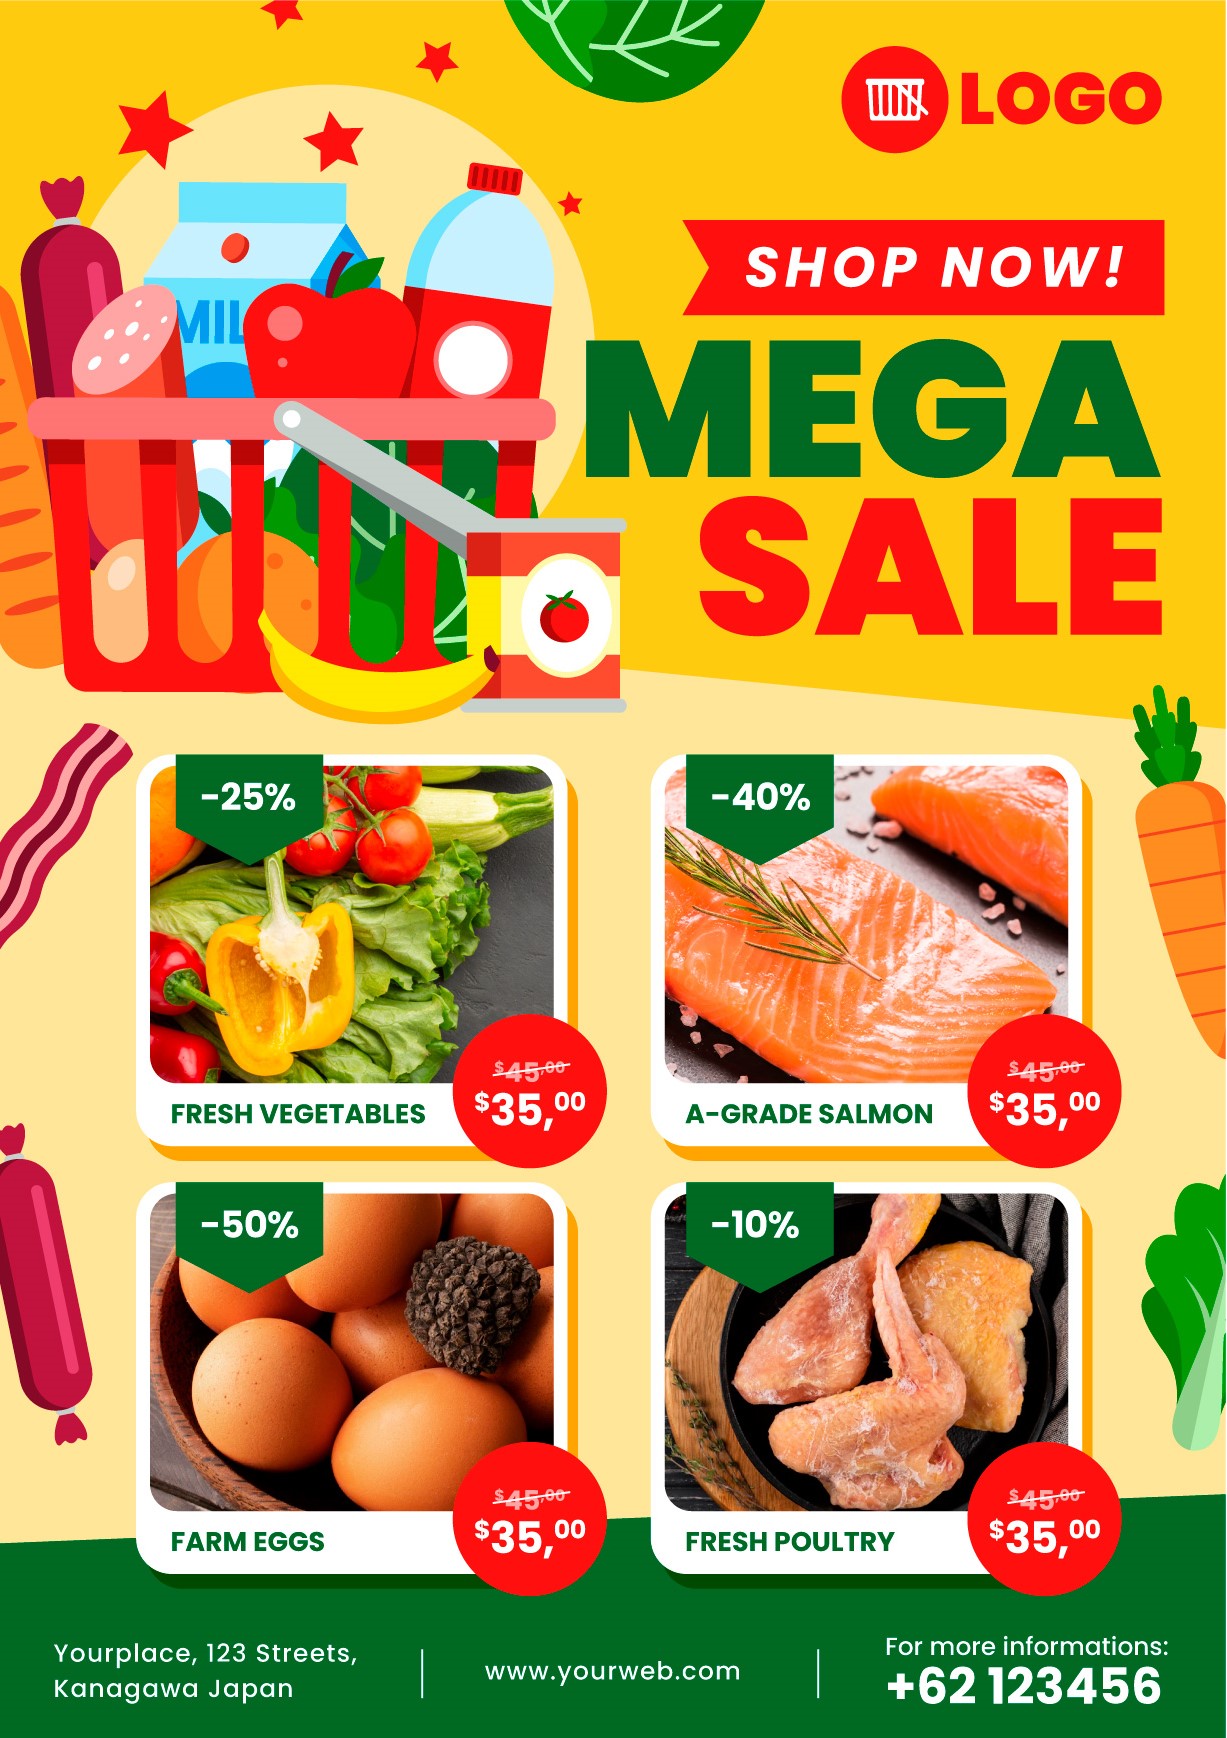 LOGO
SHOP NOW!
MEGA
SALE
MIL
-25%
$45,00
$35,00
FRESH VEGETABLES
-40%
$45,00
$35,00
A-GRADE SALMON
-50%
$45,00
$35,00
FARM EGGS
-10%
$45,00
$35,00
FRESH POULTRY
Yourplace, 123 Streets,
Kanagawa Japan
www.yourweb.com
For more informations:
+62 123456